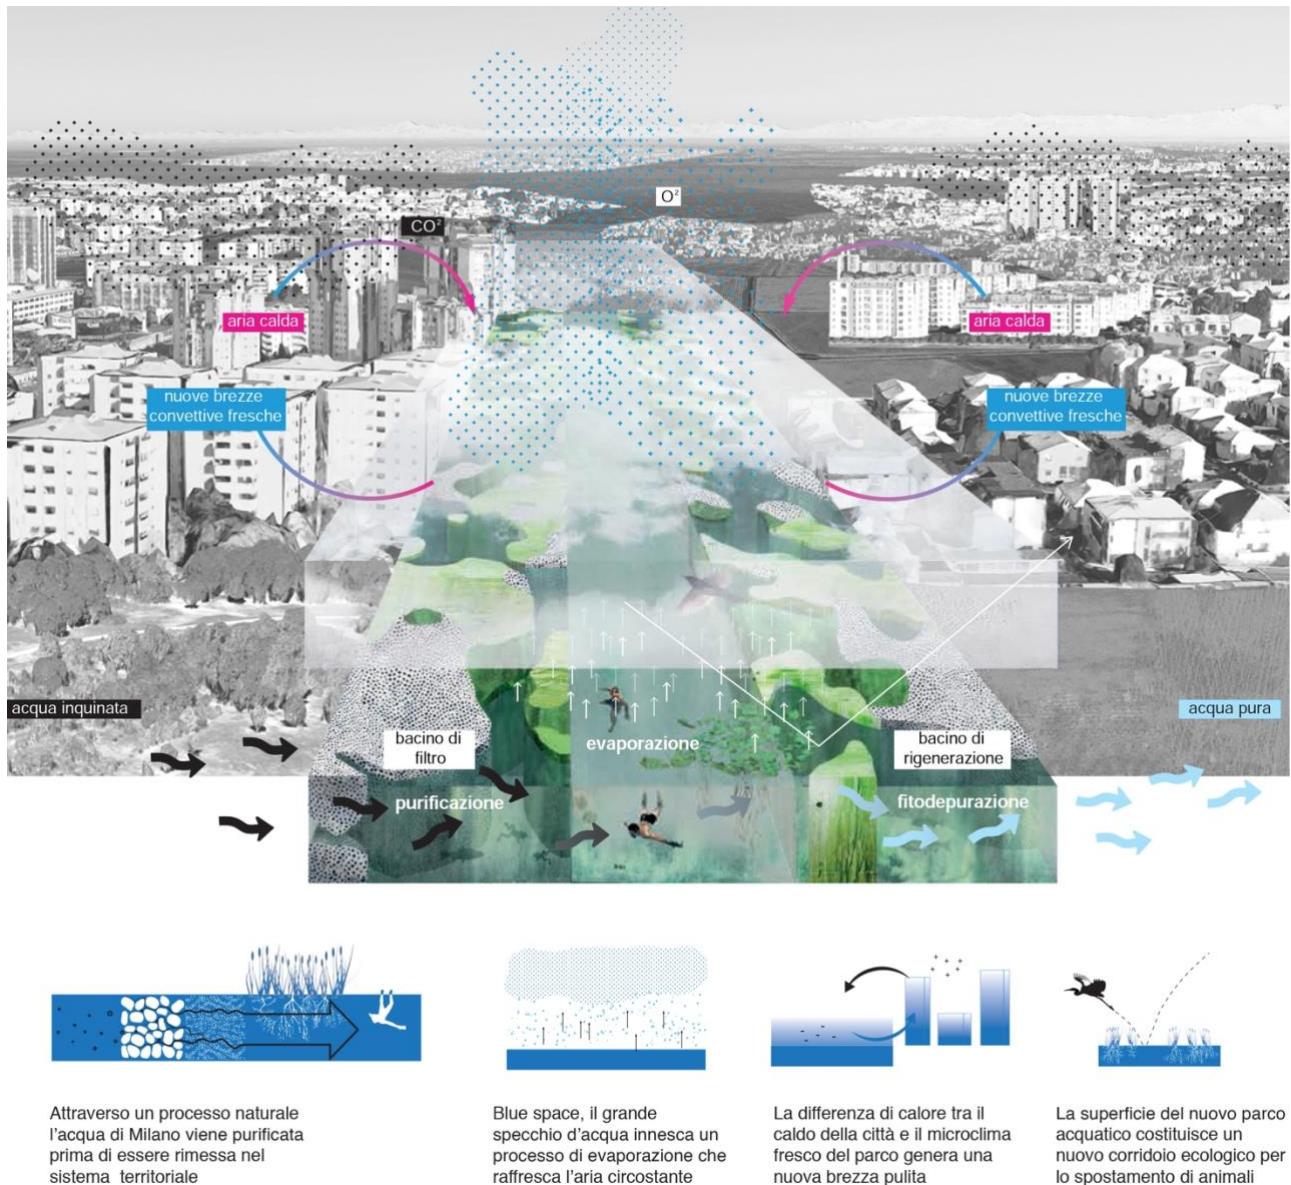 O²
CO²
aria calda
aria calda
nuove brezze
convettive fresche
nuove brezze
convettive fresche
acqua inquinata
acqua pura
bacino di
filtro
evaporazione
bacino di
rigenerazione
purificazione
fitodepurazione
Attraverso un processo naturale
l'acqua di Milano viene purificata
prima di essere rimessa nel
sistema territoriale
Blue space, il grande
specchio d'acqua innesca un
processo di evaporazione che
raffresca l'aria circostante
La differenza di calore tra il
caldo della città e il microclima
fresco del parco genera una
nuova brezza pulita
La superficie del nuovo parco
acquatico costituisce un
nuovo corridoio ecologico per
lo spostamento di animali